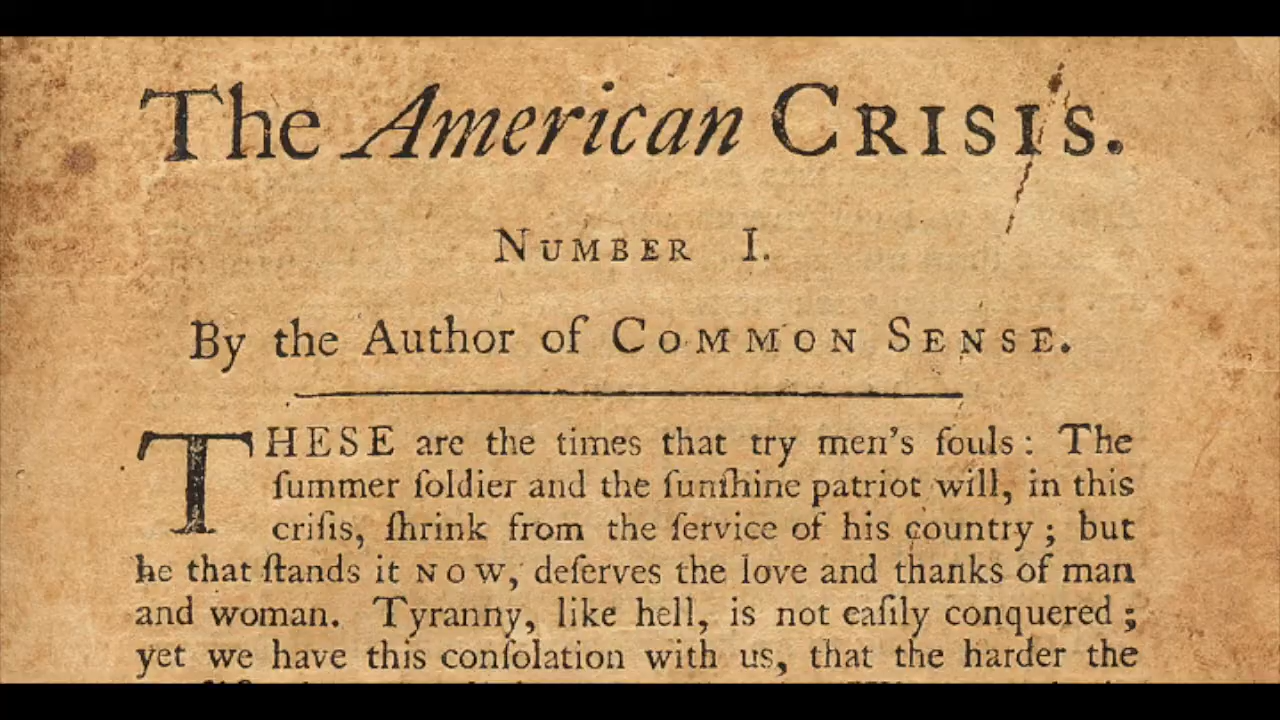 The American CRISIS.
NUMBER I.
By the Author of COMMON SENSE.
THESE are the times that try men's ſouls: The
ſummer ſoldier and the ſunſhine patriot will, in this
criſis, ſhrink from the ſervice of his country; but
he that ſtands it NOW, deſerves the love and thanks of man
and woman. Tyranny, like hell, is not eaſily conquered;
yet we have this conſolation with us, that the harder the